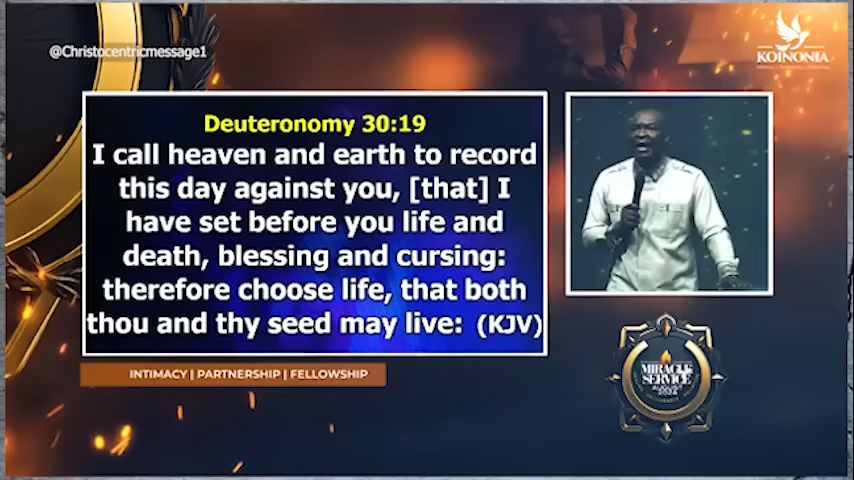 @Christocentricmessage1
KOINONIA
Deuteronomy 30:19
I call heaven and earth to record
this day against you, [that] I
have set before you life and
death, blessing and cursing:
therefore choose life, that both
thou and thy seed may live: (KJV)
INTIMACY | PARTNERSHIP | FELLOWSHIP
MIRACLE
SERVICE
AUGUST
2024